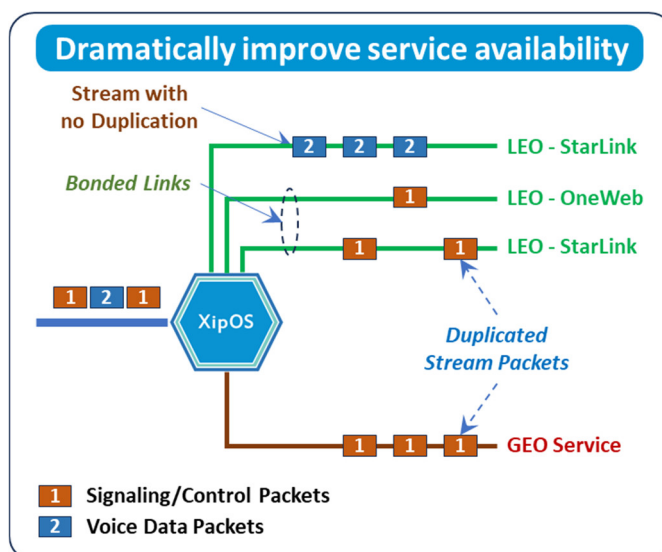 Dramatically improve service availability
Stream with
no Duplication
2 2 2
LEO - StarLink
Bonded Links
1
LEO - OneWeb
1 1
LEO - StarLink
1 2 1
XipOS
Duplicated
Stream Packets
1 1 1
GEO Service
1 Signaling/Control Packets
2 Voice Data Packets